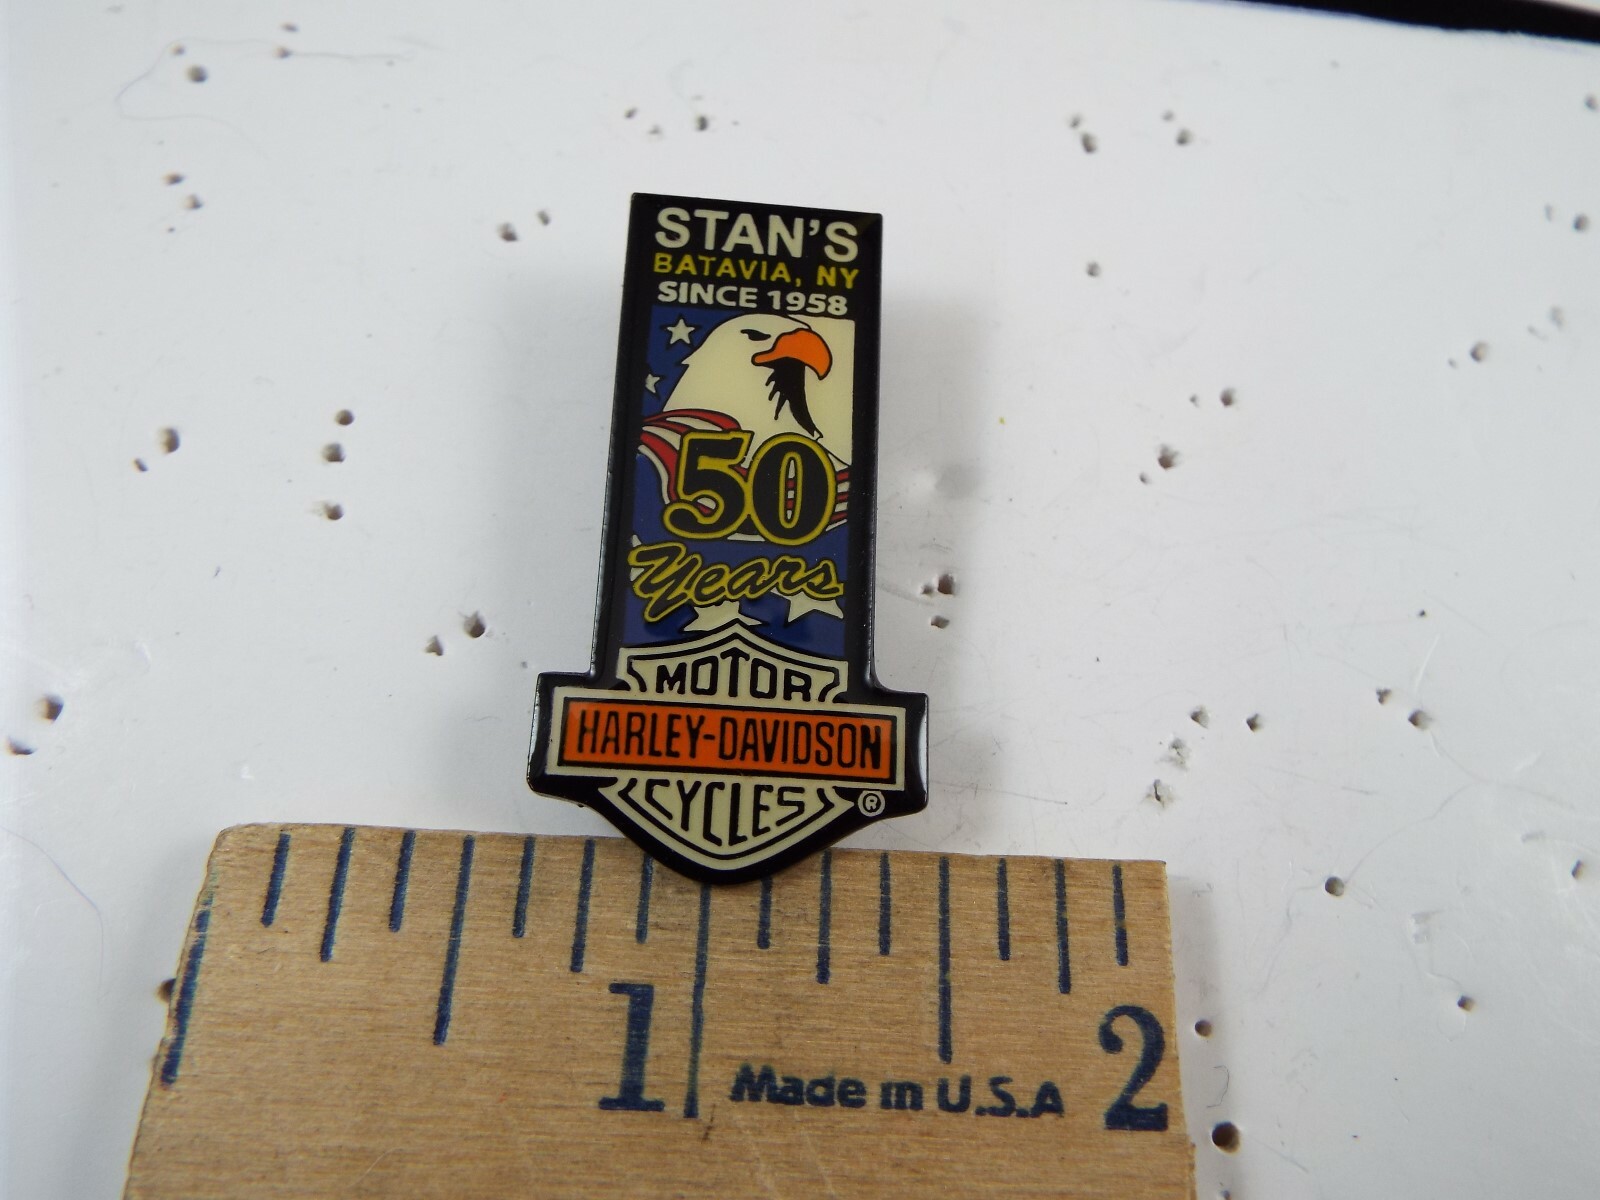 STAN'S
BATAVIA, NY
SINCE 1958
50
Years
MOTOR
HARLEY-DAVIDSON
CYCLES ®
1 2
Made in U.S.A